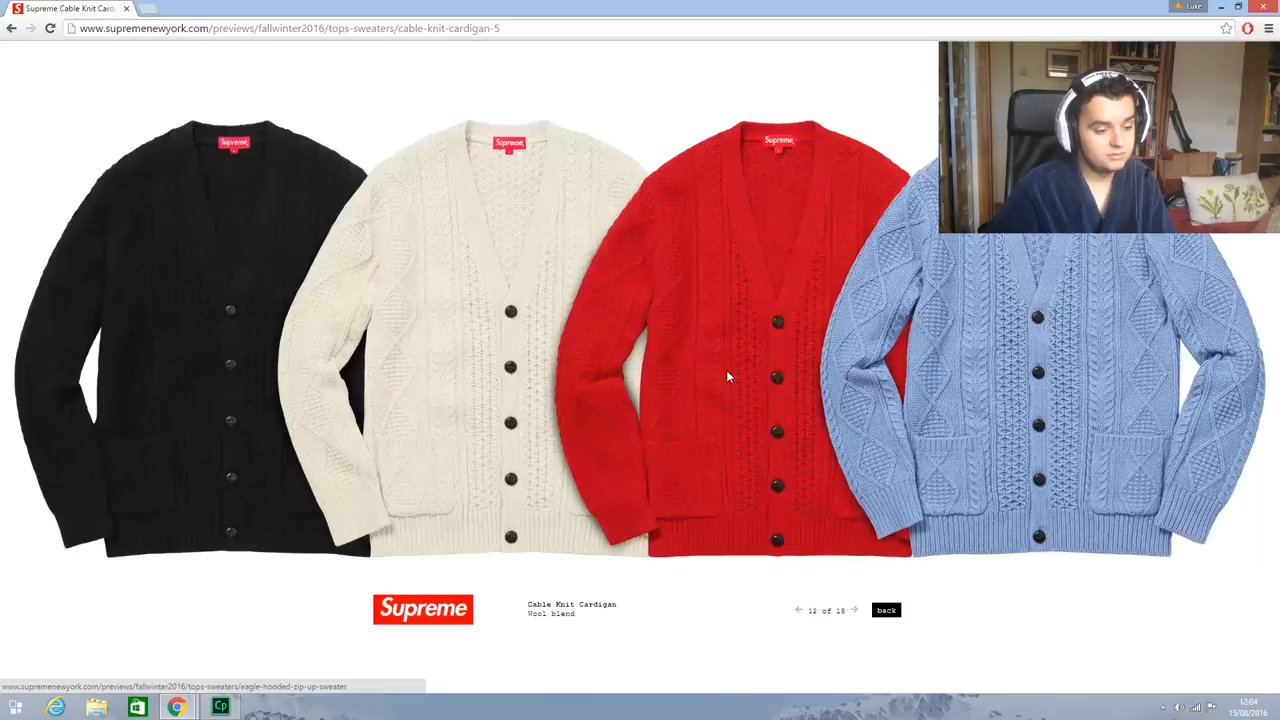 Supreme Cable Knit Card
Luke
www.supremenewyork.com/previews/fallwinter2016/tops-sweaters/cable-knit-cardigan-5
Supreme
Supreme
Supreme
Supreme
Cable Knit Cardigan
Wool blend
12 of 18
back
www.supremenewyork.com/previews/fallwinter2016/tops-sweaters/eagle-hooded-zip-up-sweater
Cp
12:04
15/08/2016